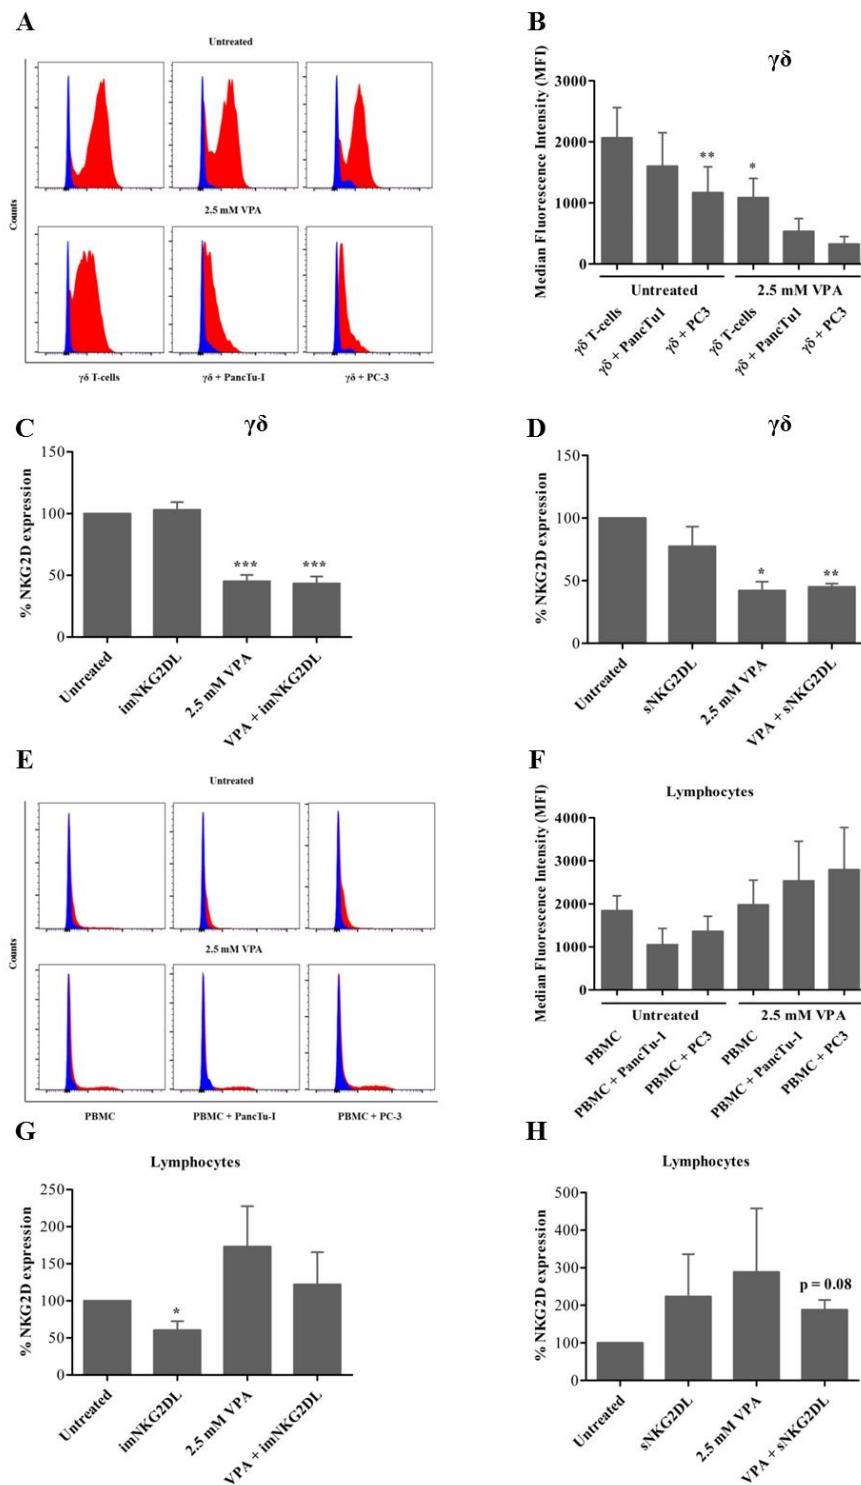 A
Untreated
Counts
2.5 mM VPA
γδ T-cells
γδ + PancTu-I
γδ + PC-3
B
γδ
Median Fluorescence Intensity (MFI)
3000
2000
1000
0
**
*
Untreated
2.5 mM VPA
γδ T-cells
γδ + PancTu1
γδ + PC3
γδ T-cells
γδ + PancTu1
γδ + PC3
C
γδ
% NKG2D expression
150
100
50
0
***
***
Untreated
imNKG2DL
2.5 mM VPA
VPA + imNKG2DL
D
γδ
% NKG2D expression
150
100
50
0
*
**
Untreated
sNKG2DL
2.5 mM VPA
VPA + sNKG2DL
E
Untreated
Counts
2.5 mM VPA
PBMC
PBMC + PancTu-I
PBMC + PC-3
F
Lymphocytes
Median Fluorescence Intensity (MFI)
4000
3000
2000
1000
0
Untreated
2.5 mM VPA
PBMC
PBMC + PancTu-1
PBMC + PC3
PBMC
PBMC + PancTu-1
PBMC + PC3
G
Lymphocytes
% NKG2D expression
250
200
150
100
50
0
*
Untreated
imNKG2DL
2.5 mM VPA
VPA + imNKG2DL
H
Lymphocytes
% NKG2D expression
500
400
300
200
100
0
p = 0.08
Untreated
sNKG2DL
2.5 mM VPA
VPA + sNKG2DL